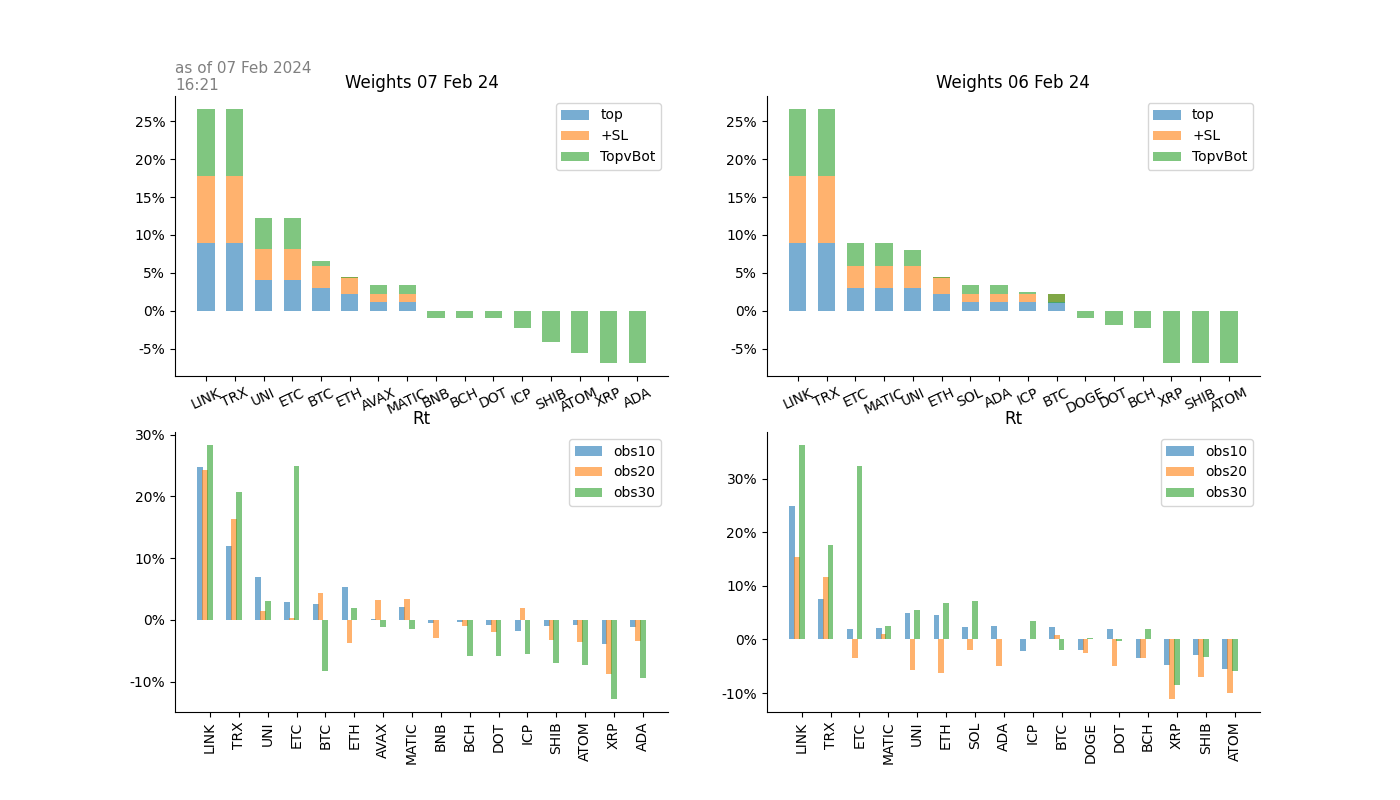 as of 07 Feb 2024
16:21
Weights 07 Feb 24
25%
20%
15%
10%
5%
0%
-5%
top
+SL
TopvBot
LINK TRX UNI ETC BTC ETH AVAX MATIC BNB BCH DOT ICP SHIB ATOM XRP ADA
Weights 06 Feb 24
25%
20%
15%
10%
5%
0%
-5%
top
+SL
TopvBot
LINK TRX ETC MATIC UNI ETH SOL ADA ICP BTC DOGE DOT BCH XRP SHIB ATOM
Rt
30%
20%
10%
0%
-10%
obs10
obs20
obs30
LINK TRX UNI ETC BTC ETH AVAX MATIC BNB BCH DOT ICP SHIB ATOM XRP ADA
Rt
30%
20%
10%
0%
-10%
obs10
obs20
obs30
LINK TRX ETC MATIC UNI ETH SOL ADA ICP BTC DOGE DOT BCH XRP SHIB ATOM